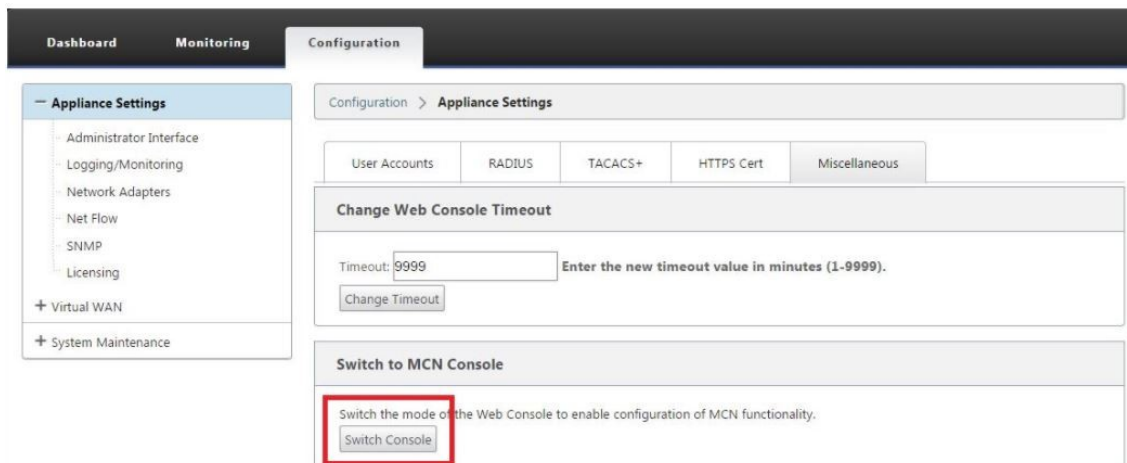 Dashboard Monitoring Configuration
− Appliance Settings
Administrator Interface
Logging/Monitoring
Network Adapters
Net Flow
SNMP
Licensing
+ Virtual WAN
+ System Maintenance
Configuration > Appliance Settings
User Accounts RADIUS TACACS+ HTTPS Cert Miscellaneous
Change Web Console Timeout
Timeout: 9999 Enter the new timeout value in minutes (1-9999).
Change Timeout
Switch to MCN Console
Switch the mode of the Web Console to enable configuration of MCN functionality.
Switch Console